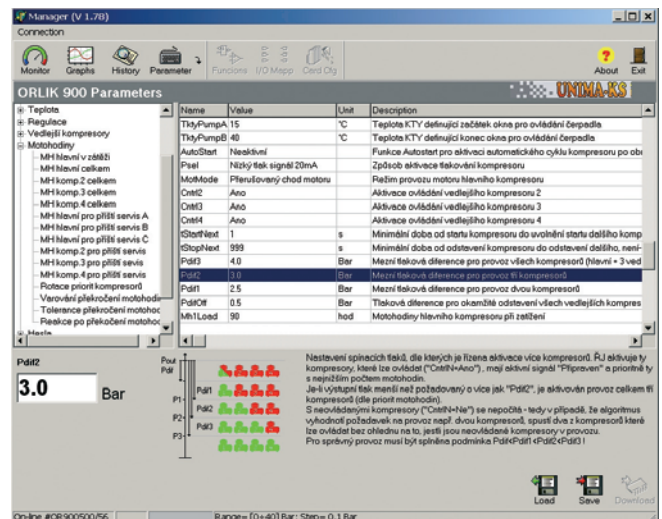 Manager (V 1.78)
Connection
Monitor Graphs History Parameter Funcions I/O Mapp Card Cfg About Exit
ORLIK 900 Parameters UNIMA-KS
Teplota
Regulace
Vedlejší kompresory
Motohodiny
MH hlavní v zátěži
MH hlavní celkem
MH komp.2 celkem
MH komp.3 celkem
MH komp.4 celkem
MH hlavní pro příští servis A
MH hlavní pro příští servis B
MH hlavní pro příští servis C
MH komp.2 pro příští servis
MH komp.3 pro příští sevis
MH komp.4 pro příští servis
Rotace priorit kompresorů
Varování překročení motohodin
Tolerance překročení motohoc
Reakce po překočení motohoc
Hesla
Name Value Unit Description
TktyPumpA 15 °C Teplota KTY definující začátek okna pro ovládání čerpadla
TktyPumpB 40 °C Teplota KTY definující konec okna pro ovládání čerpadla
AutoStart Neaktivní Funkce Autostart pro aktivaci automatického cyklu kompresoru po obi
Psel Nízký tlak signál 20mA Způsob aktivace tlakování kompresoru
MotMode Přerušovaný chod motoru Režim provozu motoru hlavního kompresoru
Cntrl2 Ano Aktivace ovládání vedlejšího kompresoru 2
Cntrl3 Ano Aktivace ovládání vedlejšího kompresoru 3
Cntrl4 Ano Aktivace ovládání vedlejšího kompresoru 4
tStartNext 1 s Minimální doba od startu kompresoru do uvolnění startu dalšího komp
tStopNext 999 s Minimální doba od odstavení kompresoru do odstavení dalšího, není-
Pdif3 4.0 Bar Mezní tlaková diference pro provoz všech kompresorů (hlavní + 3 ved
Pdif2 3.0 Bar Mezní tlaková diference pro provoz tří kompresorů
Pdif1 2.5 Bar Mezní tlaková diference pro provoz dvou kompresorů
PdifOff 0.5 Bar Tlaková diference pro okamžité odstavení všech vedlejších kompres
Mh1Load 90 hod Motohodiny hlavního kompresoru při zatížení
Pdif2
3.0 Bar
Pout
Pdif
Pdif1
P1
Pdif2
P2
Pdif3
P3
Nastavení spínacích tlaků, dle kterých je řízena aktivace více kompresorů. ŘJ aktivuje ty
kompresory, které lze ovládat ("CntrlN=Ano") , mají aktivní signál "Připraven" a prioritně ty
s nejnižším počtem motohodin.
Je-li výstupní tlak menší než požadovaný o více jak "Pdif2", je aktivován provoz celkem tří
kompresorů (dle priorit motohodin).
S neovládanými kompresory ("CntrlN=Ne") se nepočítá - tedy v případě, že algoritmus
vyhodnotí požadavek na provoz např. dvou kompresorů, spustí dva z kompresorů které
lze ovládat bez ohlednu na to, jestli jsou neovládané kompresory v provozu.
Pro správný provoz musí být splněna podmínka Pdif<Pdif1<Pdif2<Pdif3 !
Load Save Download
On-line #OR900500/56 Range= [0÷40] Bar; Step= 0.1 Bar